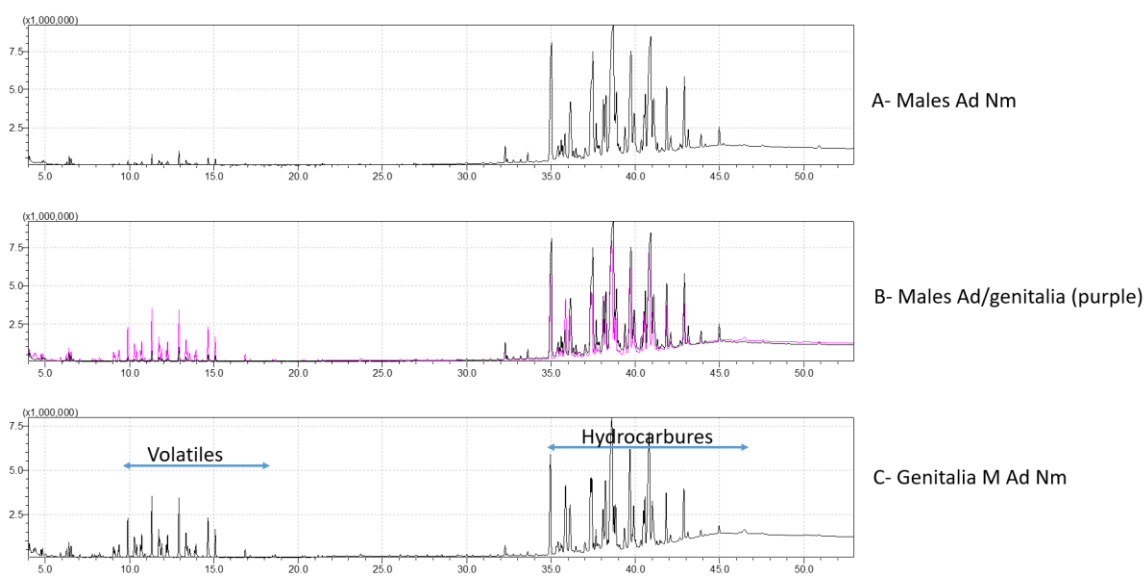 (x1,000,000)
7.5
5.0
2.5
5.0 10.0 15.0 20.0 25.0 30.0 35.0 40.0 45.0 50.0
A- Males Ad Nm
(x1,000,000)
7.5
5.0
2.5
5.0 10.0 15.0 20.0 25.0 30.0 35.0 40.0 45.0 50.0
B- Males Ad/genitalia (purple)
(x1,000,000)
7.5
5.0
2.5
Volatiles
Hydrocarbures
5.0 10.0 15.0 20.0 25.0 30.0 35.0 40.0 45.0 50.0
C- Genitalia M Ad Nm